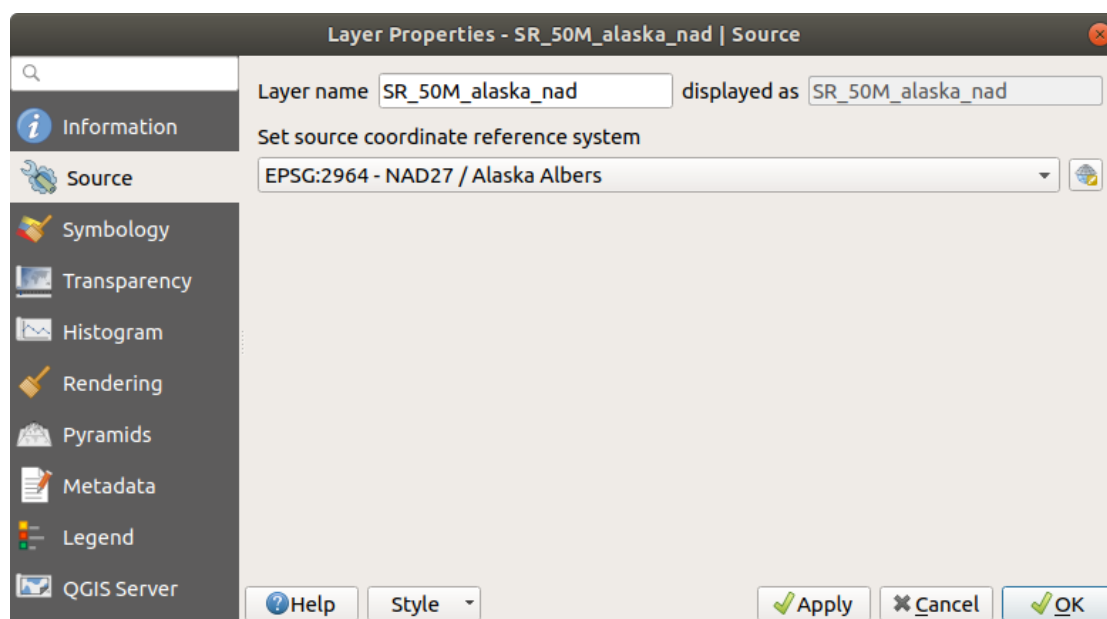 Layer Properties - SR_50M_alaska_nad | Source
Layer name SR_50M_alaska_nad displayed as SR_50M_alaska_nad
Set source coordinate reference system
EPSG:2964 - NAD27 / Alaska Albers
Information
Source
Symbology
Transparency
Histogram
Rendering
Pyramids
Metadata
Legend
QGIS Server
Help Style Apply Cancel OK